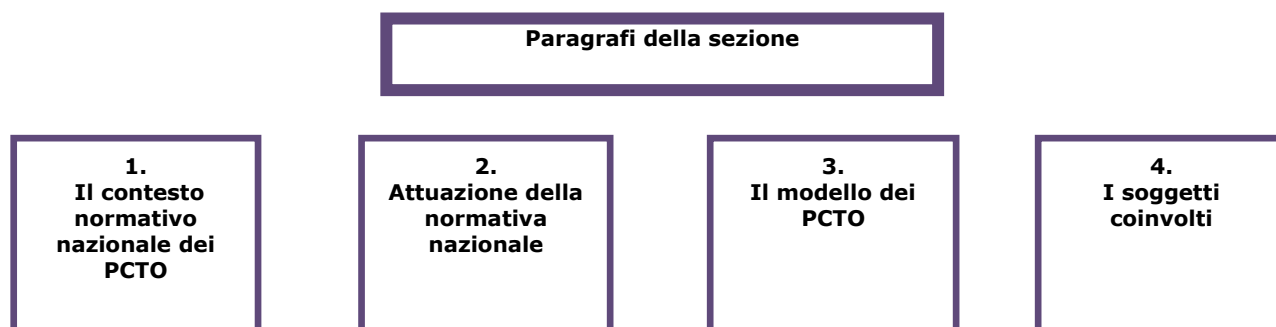 Paragrafi della sezione
1.
Il contesto
normativo
nazionale dei
PCTO
2.
Attuazione della
normativa
nazionale
3.
Il modello dei
PCTO
4.
I soggetti
coinvolti